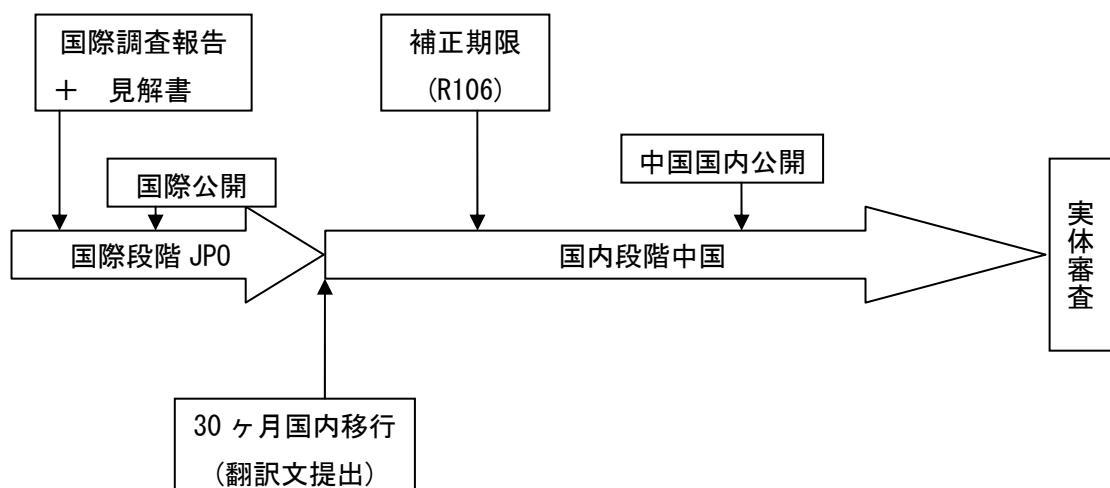 国際調査報告
＋　見解書
補正期限
(R106)
国際公開
中国国内公開
国際段階 JPO
国内段階中国
実体審査
30 ヶ月国内移行
(翻訳文提出)